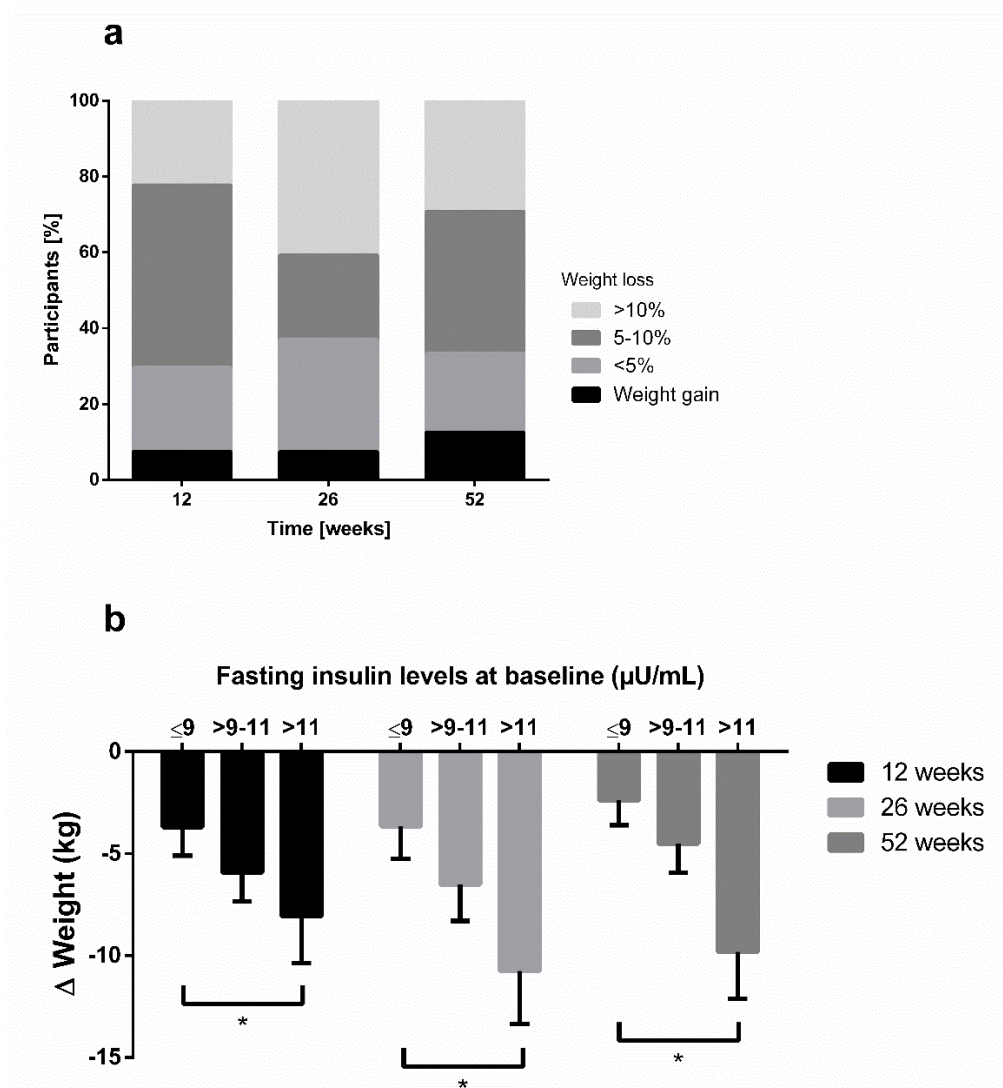 a
100
80
60
40
20
0
Participants [%]
12 26 52
Time [weeks]
Weight loss
>10%
5-10%
<5%
Weight gain
b
Fasting insulin levels at baseline (µU/mL)
≤9 >9-11 >11 ≤9 >9-11 >11 ≤9 >9-11 >11
0
-5
-10
-15
Δ Weight (kg)
* * *
12 weeks
26 weeks
52 weeks